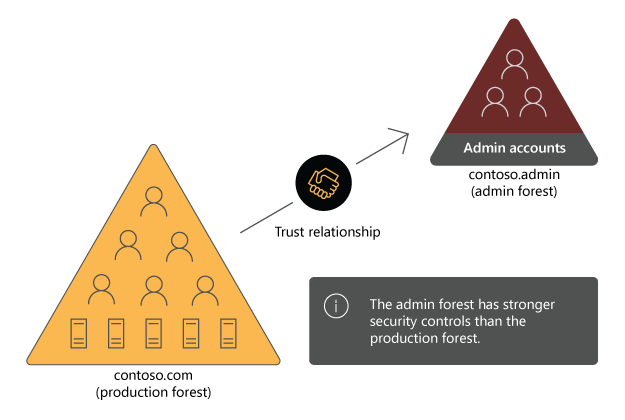 Admin accounts
contoso.admin
(admin forest)
Trust relationship
The admin forest has stronger
security controls than the
production forest.
contoso.com
(production forest)